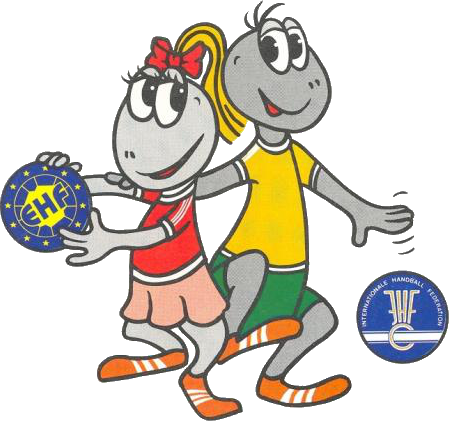 EHF
INTERNATIONALE HANDBALL FEDERATION
IHF